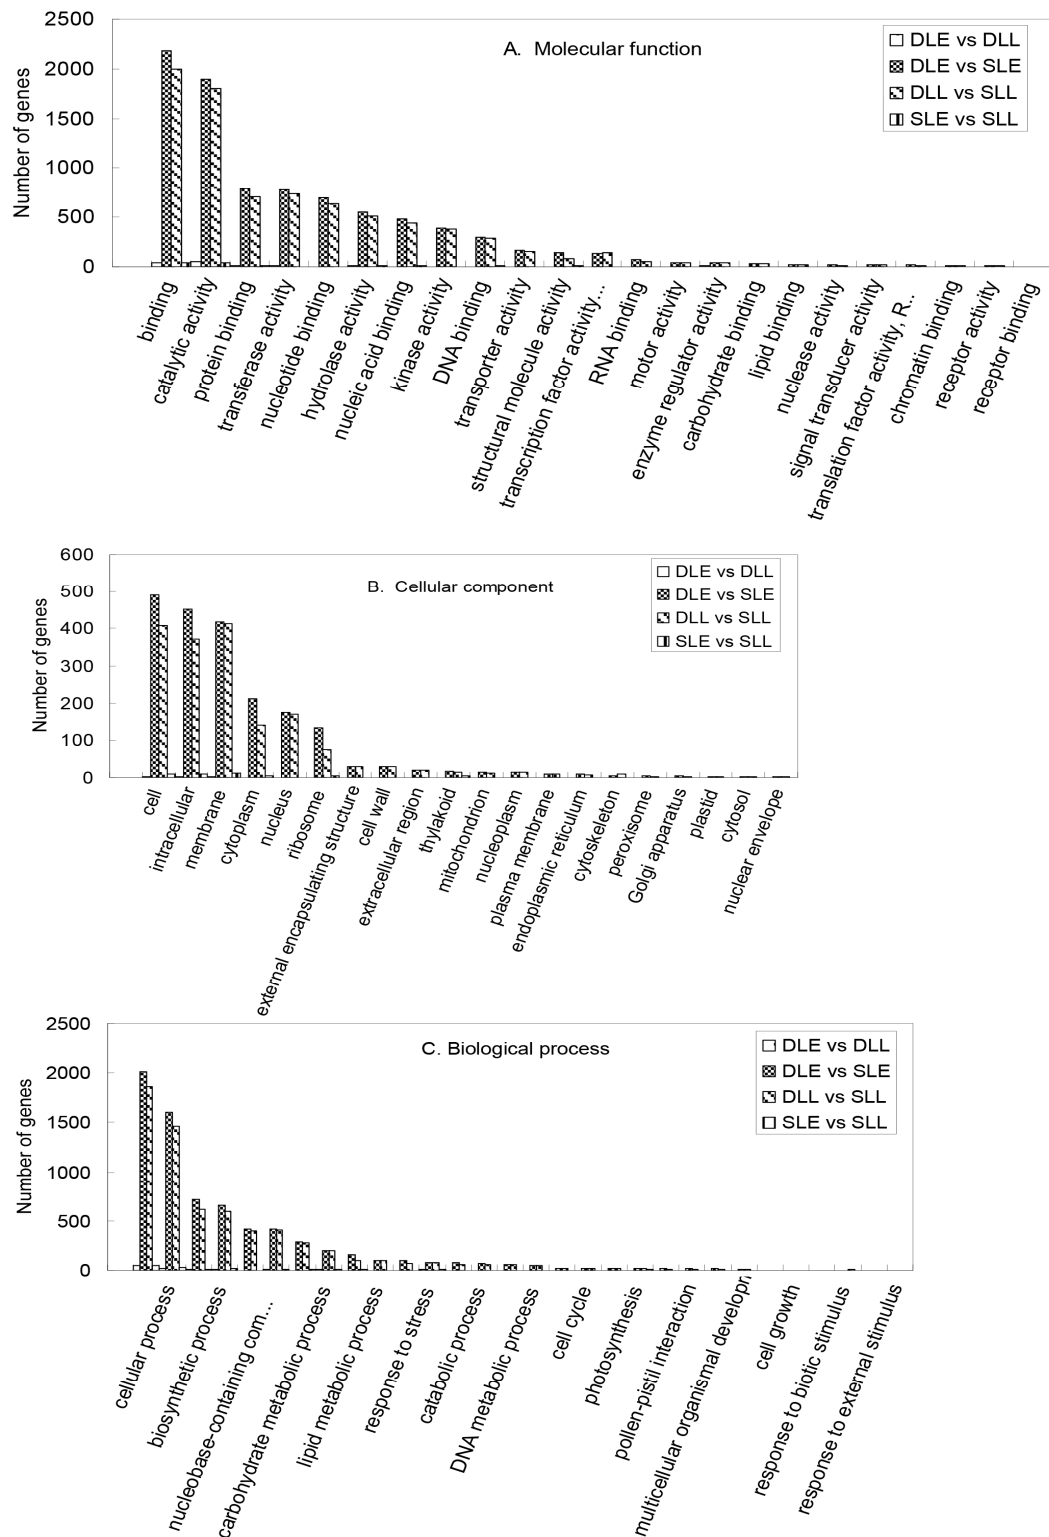 A. Molecular function
Number of genes
2500
2000
1500
1000
500
0
DLE vs DLL
DLE vs SLE
DLL vs SLL
SLE vs SLL
binding
catalytic activity
protein binding
transferase activity
nucleotide binding
hydrolase activity
nucleic acid binding
kinase activity
DNA binding
transporter activity
structural molecule activity
transcription factor activity...
RNA binding
motor activity
enzyme regulator activity
carbohydrate binding
lipid binding
nuclease activity
signal transducer activity
translation factor activity, R..
chromatin binding
receptor activity
receptor binding
B. Cellular component
Number of genes
600
500
400
300
200
100
0
DLE vs DLL
DLE vs SLE
DLL vs SLL
SLE vs SLL
cell
intracellular
membrane
cytoplasm
nucleus
ribosome
external encapsulating structure
cell wall
extracellular region
thylakoid
mitochondrion
nucleoplasm
plasma membrane
endoplasmic reticulum
cytoskeleton
peroxisome
Golgi apparatus
plastid
cytosol
nuclear envelope
C. Biological process
Number of genes
2500
2000
1500
1000
500
0
DLE vs DLL
DLE vs SLE
DLL vs SLL
SLE vs SLL
cellular process
biosynthetic process
nucleobase-containing com...
carbohydrate metabolic process
lipid metabolic process
response to stress
catabolic process
DNA metabolic process
cell cycle
photosynthesis
pollen-pistil interaction
multicellular organismal developr
cell growth
response to biotic stimulus
response to external stimulus